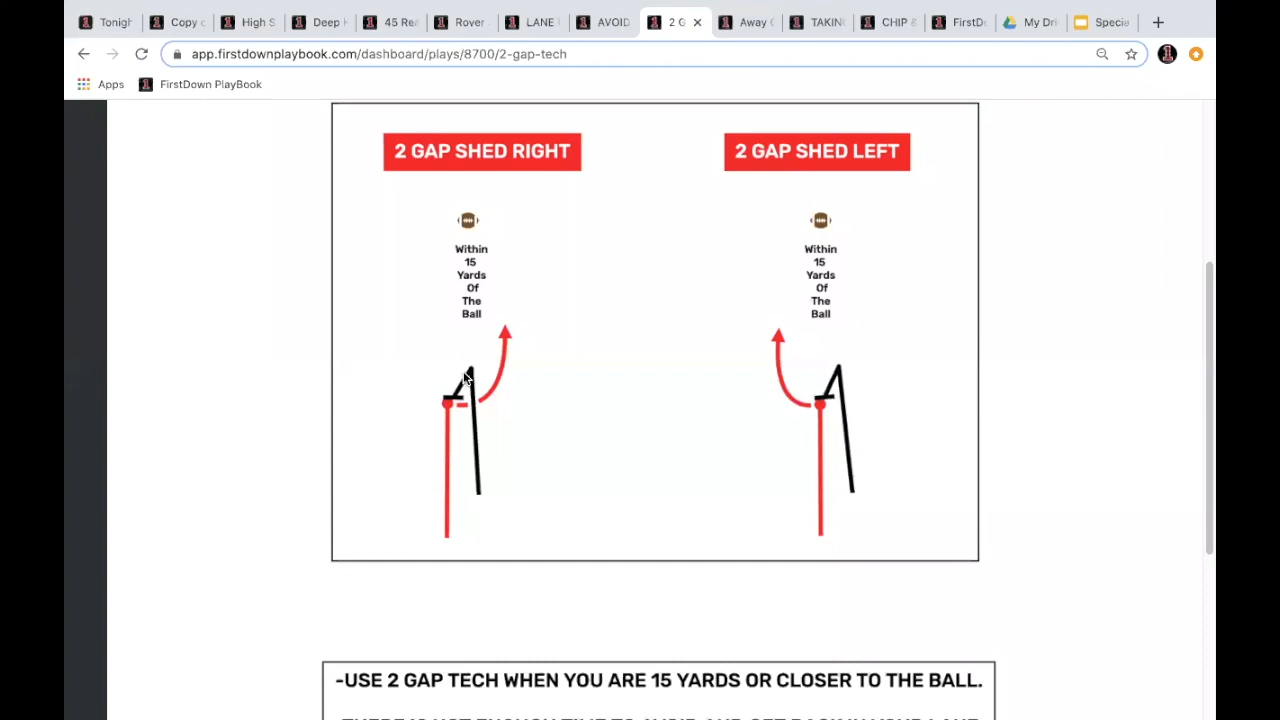 Tonigh
Copy o
High S
Deep H
45 Rea
Rover
LANE
AVOID
2 G
Away
TAKIN
CHIP &
FirstDo
My Dri
Specia
app.firstdownplaybook.com/dashboard/plays/8700/2-gap-tech
Apps
FirstDown PlayBook
2 GAP SHED RIGHT
2 GAP SHED LEFT
Within
15
Yards
Of
The
Ball
Within
15
Yards
Of
The
Ball
-USE 2 GAP TECH WHEN YOU ARE 15 YARDS OR CLOSER TO THE BALL.